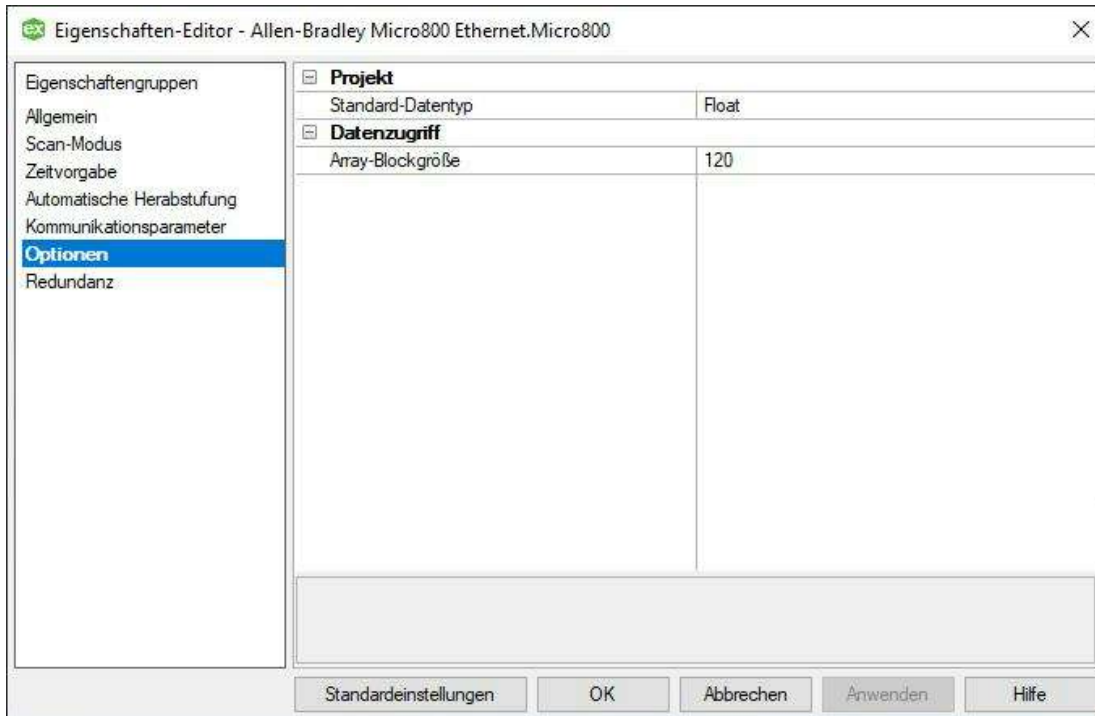 ex Eigenschaften-Editor - Allen-Bradley Micro800 Ethernet.Micro800
Eigenschaftengruppen
Allgemein
Scan-Modus
Zeitvorgabe
Automatische Herabstufung
Kommunikationsparameter
Optionen
Redundanz
Projekt
Standard-Datentyp Float
Datenzugriff
Array-Blockgröße 120
Standardeinstellungen OK Abbrechen Anwenden Hilfe